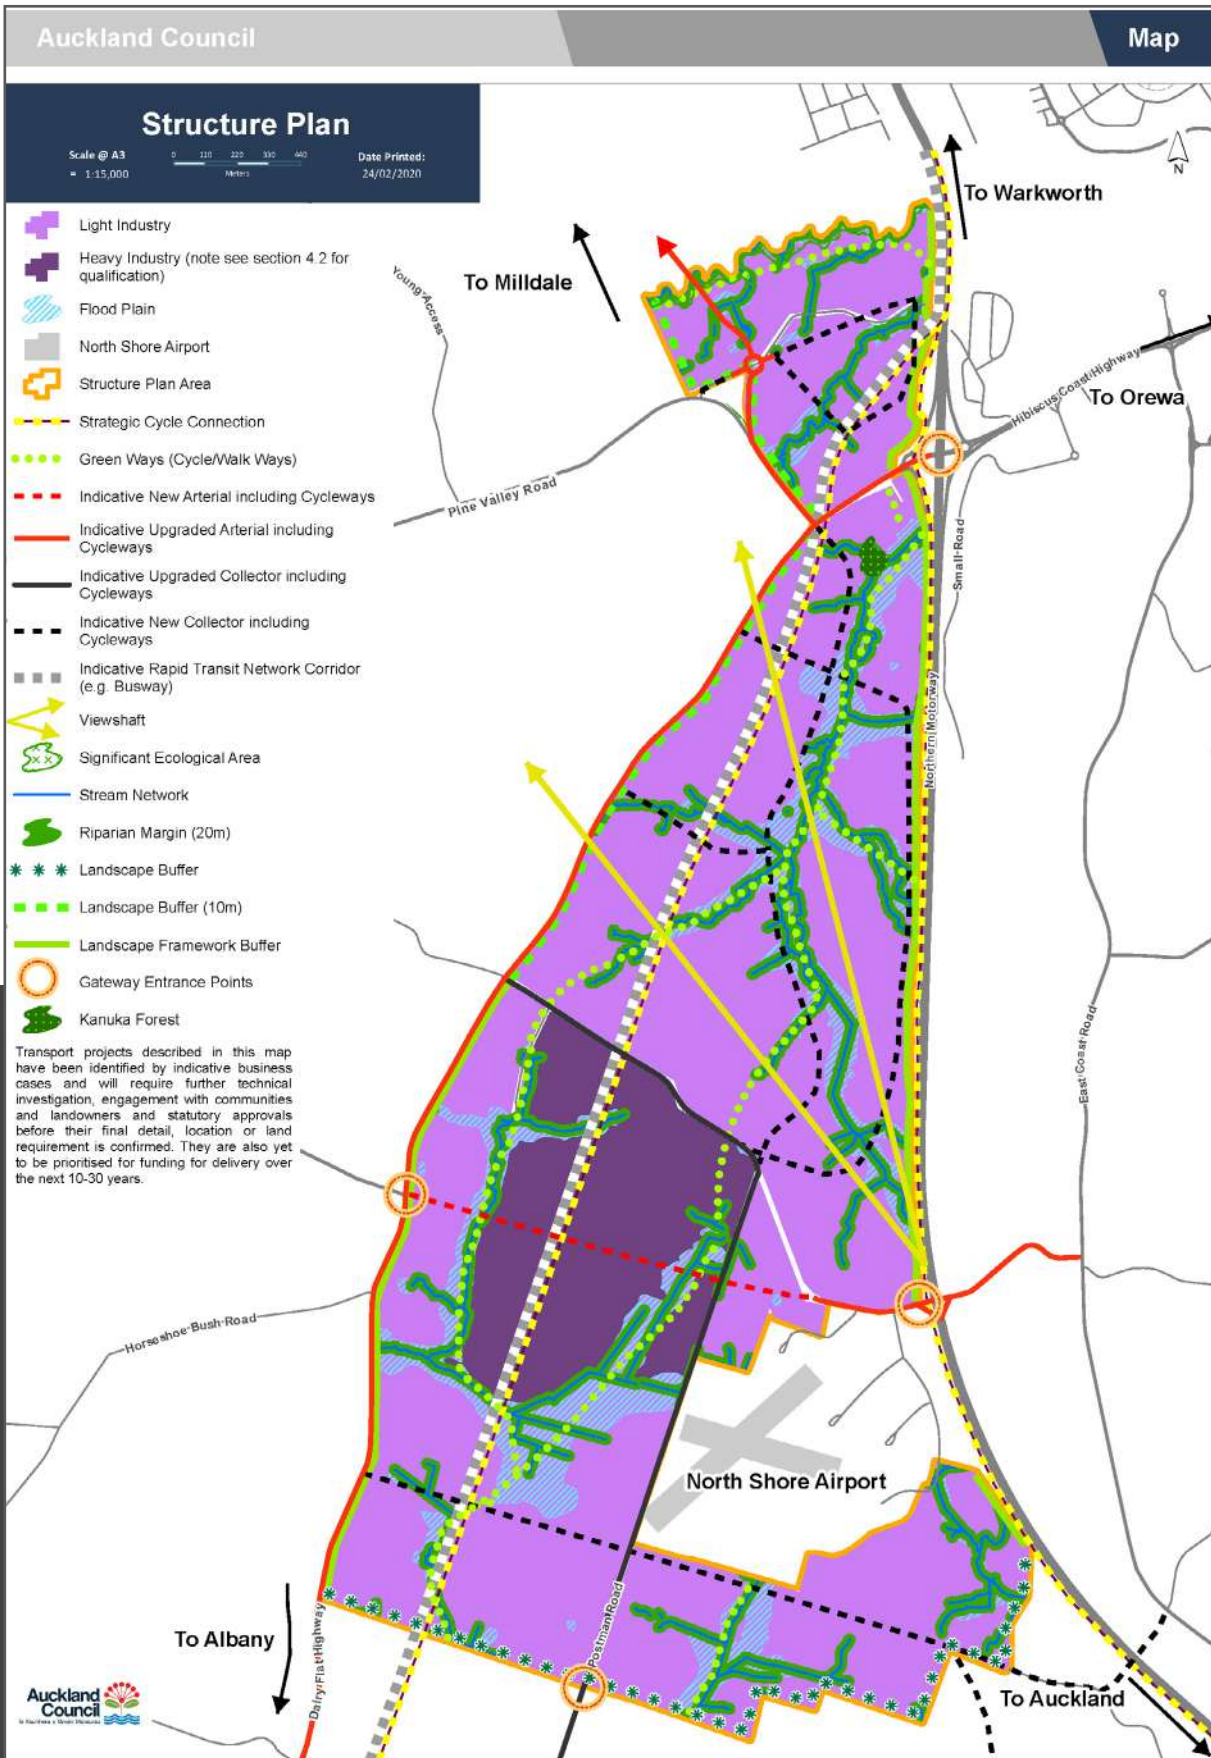 Auckland Council
Map
Structure Plan
Scale @ A3
= 1:15,000
0 110 220 330 440
Meters
Date Printed:
24/02/2020
Light Industry
Heavy Industry (note see section 4.2 for
qualification)
Flood Plain
North Shore Airport
Structure Plan Area
Strategic Cycle Connection
Green Ways (Cycle/Walk Ways)
Indicative New Arterial including Cycleways
Indicative Upgraded Arterial including
Cycleways
Indicative Upgraded Collector including
Cycleways
Indicative New Collector including
Cycleways
Indicative Rapid Transit Network Corridor
(e.g. Busway)
Viewshaft
Significant Ecological Area
Stream Network
Riparian Margin (20m)
Landscape Buffer
Landscape Buffer (10m)
Landscape Framework Buffer
Gateway Entrance Points
Kanuka Forest
Transport projects described in this map
have been identified by indicative business
cases and will require further technical
investigation, engagement with communities
and landowners and statutory approvals
before their final detail, location or land
requirement is confirmed. They are also yet
to be prioritised for funding for delivery over
the next 10-30 years.
N
To Warkworth
To Milldale
Young Access
Hibiscus Coast Highway
To Orewa
Pine Valley Road
Small Road
Northern Motorway
East Coast Road
Horseshoe Bush Road
North Shore Airport
Postman Road
Dairy Flat Highway
To Albany
To Auckland
Auckland
Council